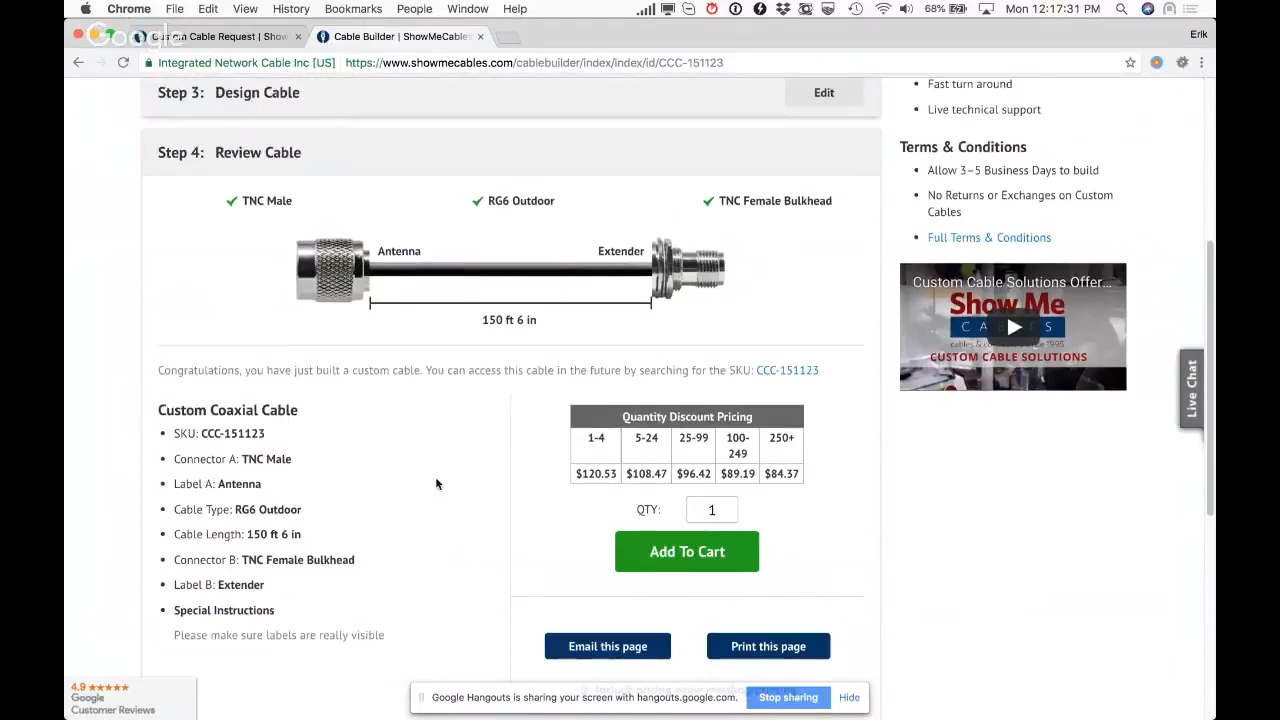 Chrome File Edit View History Bookmarks People Window Help 68% Mon 12:17:31 PM
Google
Custom Cable Request | Show × Cable Builder | ShowMeCables × Erik
Integrated Network Cable Inc [US] https://www.showmecables.com/cablebuilder/index/index/id/CCC-151123
Step 3: Design Cable Edit
Step 4: Review Cable
TNC Male RG6 Outdoor TNC Female Bulkhead
Antenna Extender
150 ft 6 in
Congratulations, you have just built a custom cable. You can access this cable in the future by searching for the SKU: CCC-151123
Custom Coaxial Cable
• SKU: CCC-151123
• Connector A: TNC Male
• Label A: Antenna
• Cable Type: RG6 Outdoor
• Cable Length: 150 ft 6 in
• Connector B: TNC Female Bulkhead
• Label B: Extender
• Special Instructions
Please make sure labels are really visible
Quantity Discount Pricing
1-4 5-24 25-99 100-249 250+
$120.53 $108.47 $96.42 $89.19 $84.37
QTY: 1
Add To Cart
Email this page Print this page
• Fast turn around
• Live technical support
Terms & Conditions
• Allow 3–5 Business Days to build
• No Returns or Exchanges on Custom
Cables
• Full Terms & Conditions
Custom Cable Solutions Offer...
Show Me
CABLES
cables & connectors since 1995
CUSTOM CABLE SOLUTIONS
Live Chat
4.9 ★★★★★
Google
Customer Reviews
Google Hangouts is sharing your screen with hangouts.google.com. Stop sharing Hide